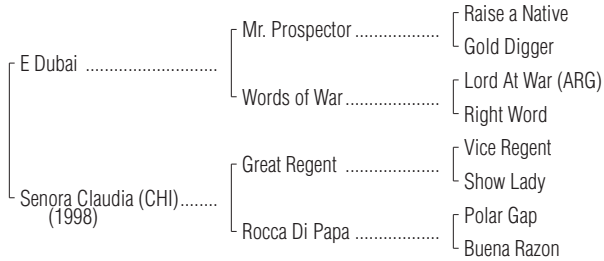 Raise a Native
Mr. Prospector ..................
Gold Digger
E Dubai ............................
Lord At War (ARG)
Words of War....................
Right Word
Vice Regent
Great Regent ....................
Show Lady
Senora Claudia (CHI)........
(1998)
Polar Gap
Rocca Di Papa ..................
Buena Razon